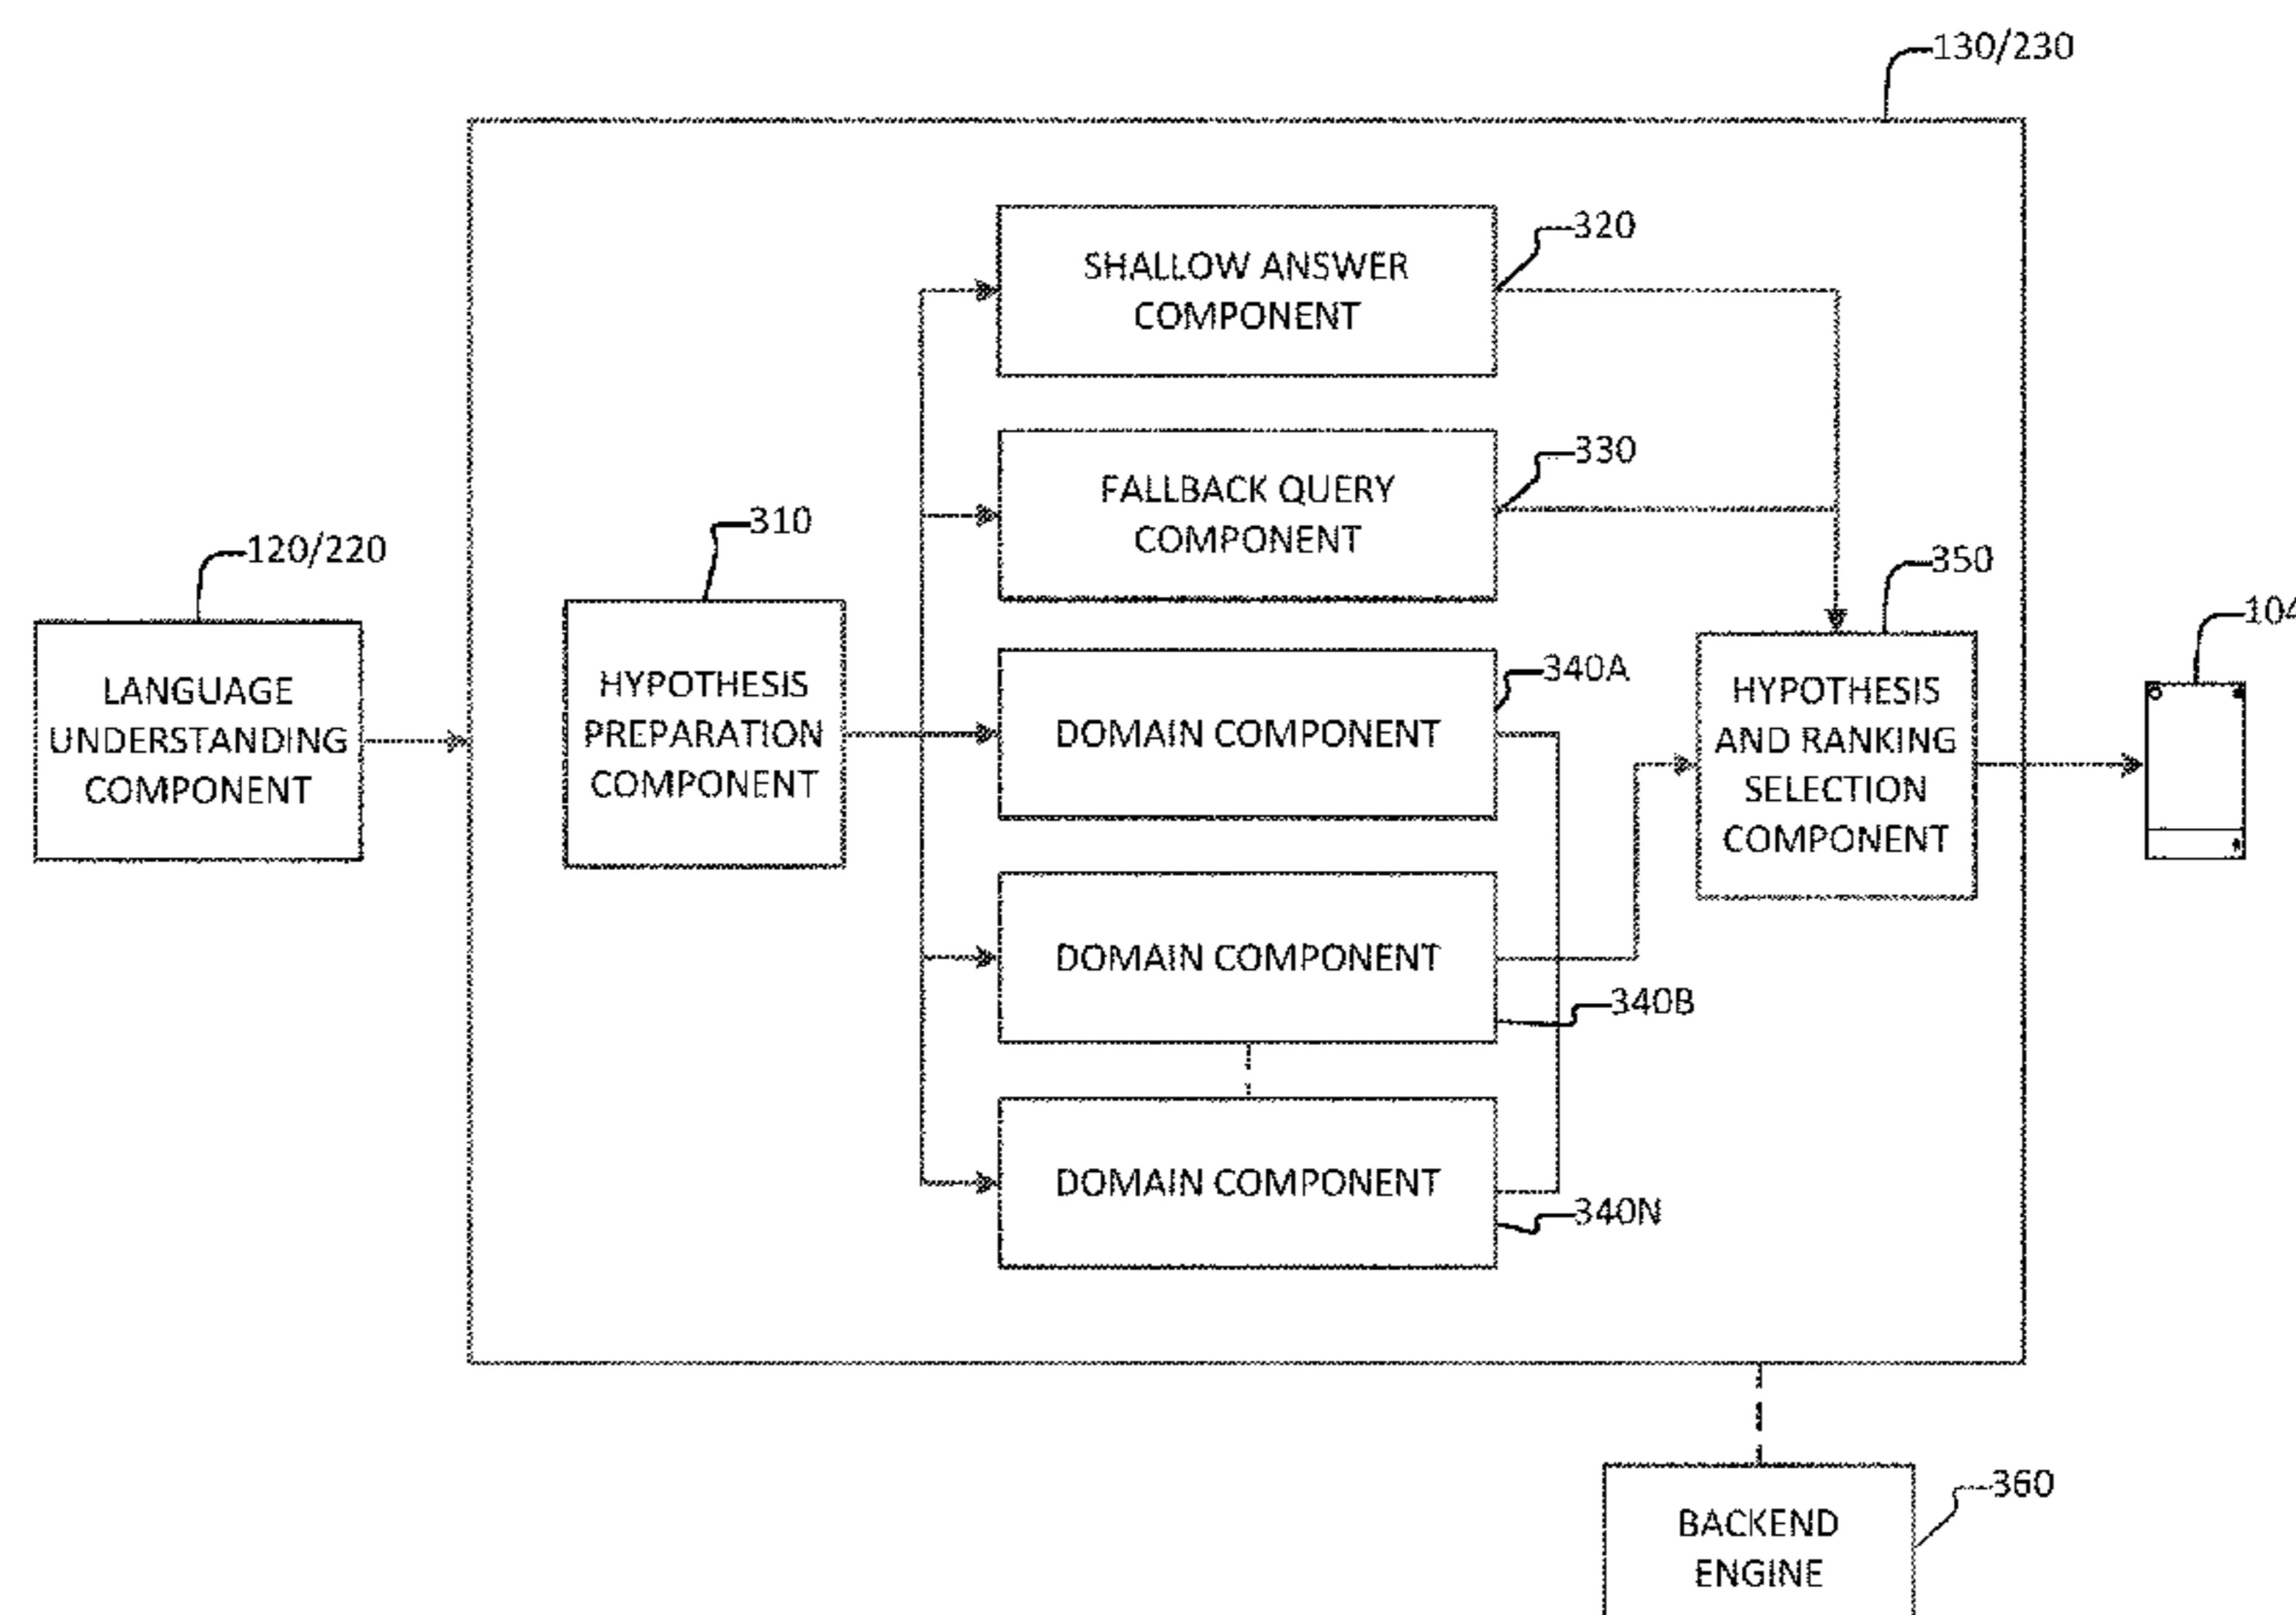 130/230
SHALLOW ANSWER
COMPONENT
320
FALLBACK QUERY
COMPONENT
330
310
120/220
350
104
LANGUAGE
UNDERSTANDING
COMPONENT
HYPOTHESIS
PREPARATION
COMPONENT
DOMAIN COMPONENT
340A
HYPOTHESIS
AND RANKING
SELECTION
COMPONENT
DOMAIN COMPONENT
340B
DOMAIN COMPONENT
340N
BACKEND
ENGINE
360